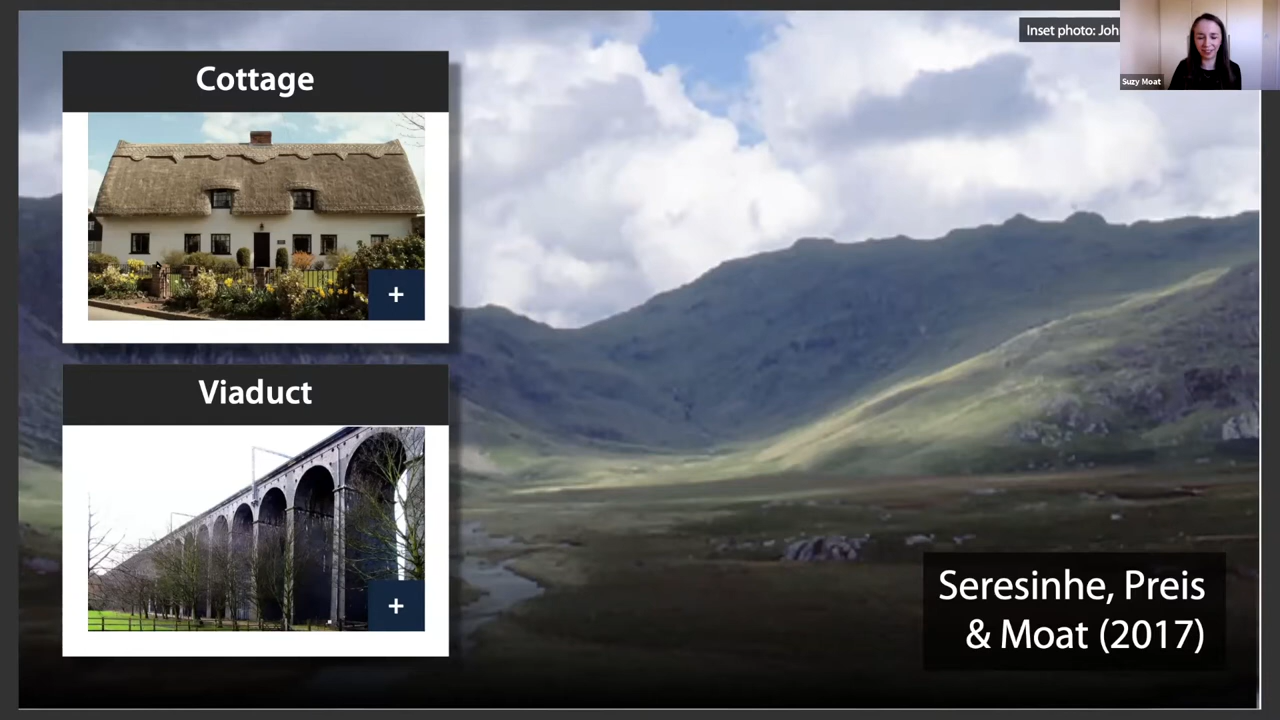 Cottage
+
Viaduct
+
Inset photo: Joh
Suzy Moat
Seresinhe, Preis
& Moat (2017)